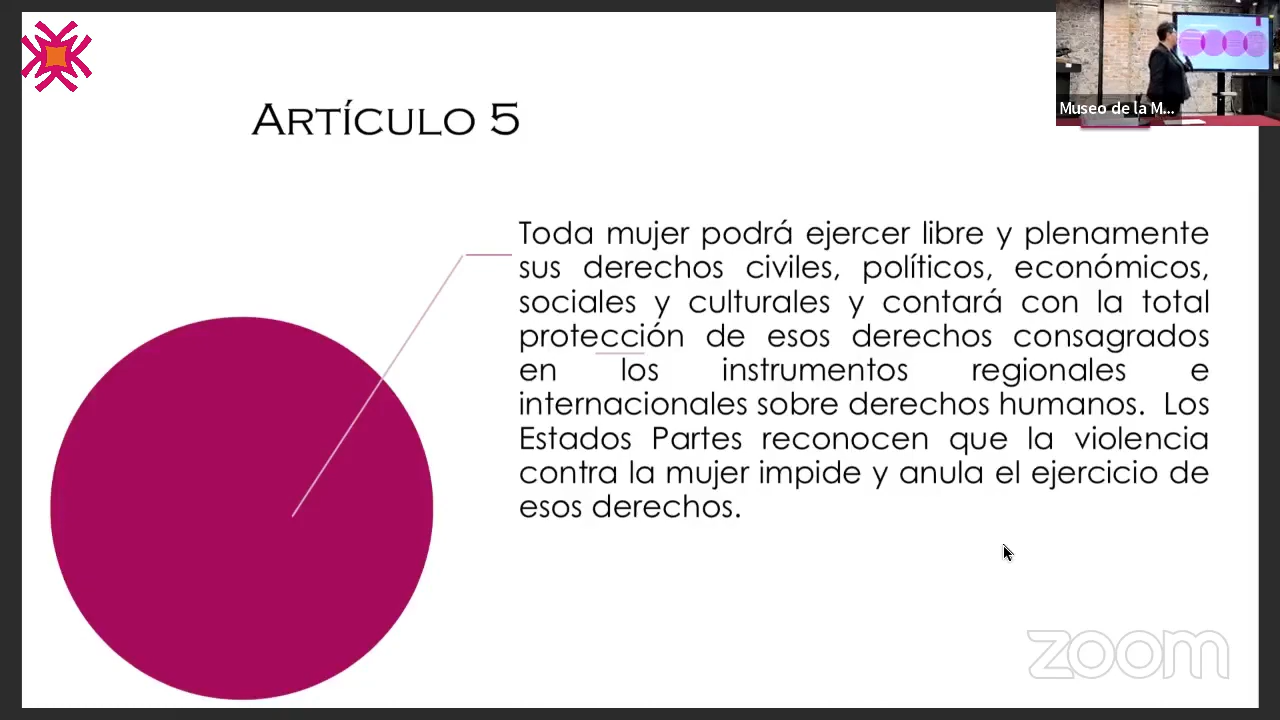 Artículo 5
Museo de la M...
Toda mujer podrá ejercer libre y plenamente
sus derechos civiles, políticos, económicos,
sociales y culturales y contará con la total
protección de esos derechos consagrados
en los instrumentos regionales e
internacionales sobre derechos humanos. Los
Estados Partes reconocen que la violencia
contra la mujer impide y anula el ejercicio de
esos derechos.
zoom